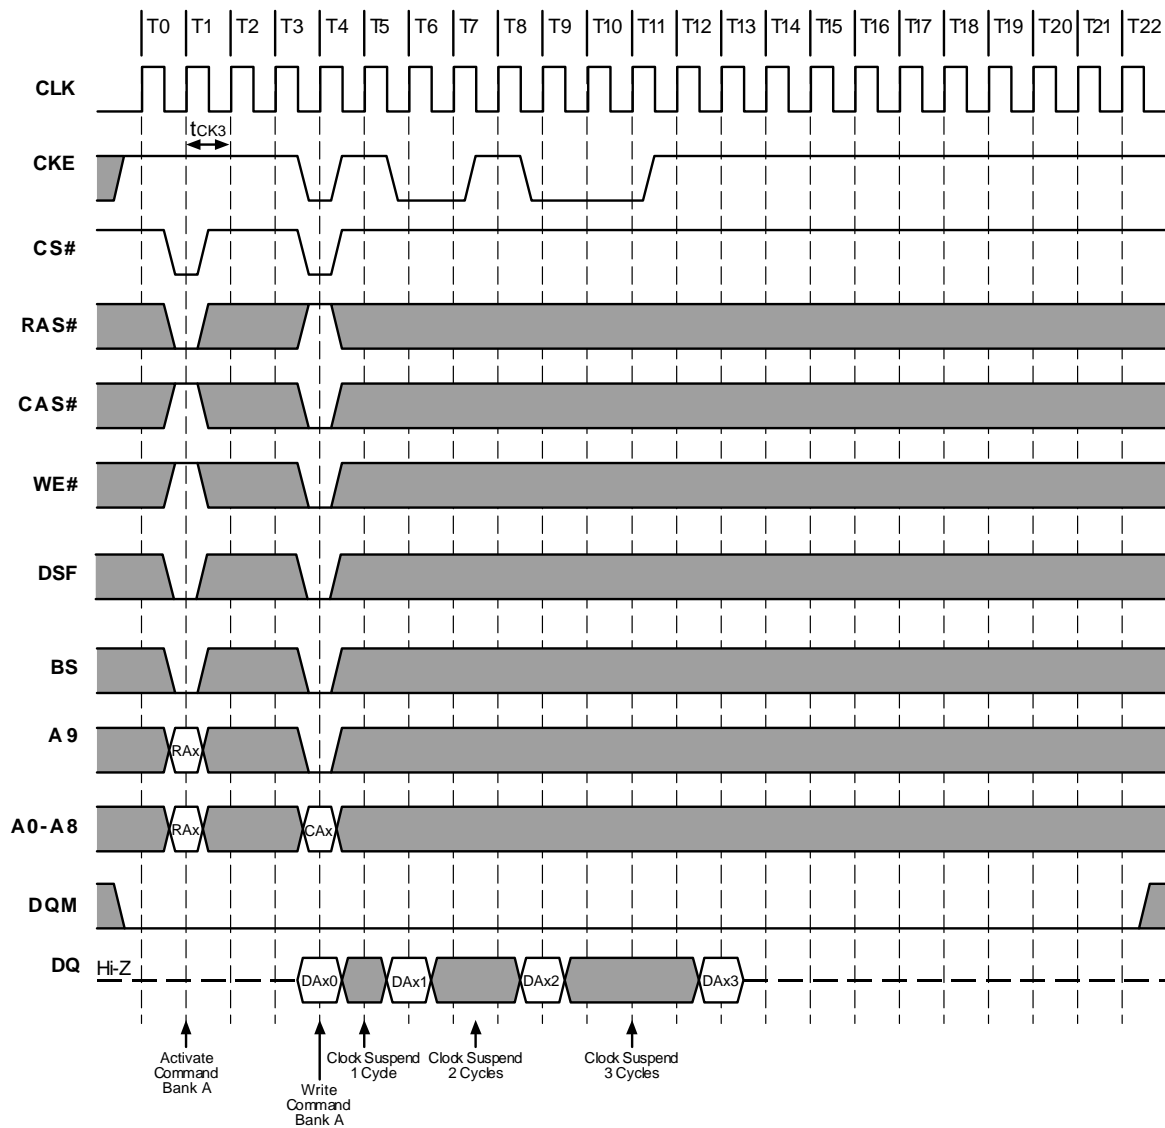 T0 T1 T2 T3 T4 T5 T6 T7 T8 T9 T10 T11 T12 T13 T14 T15 T16 T17 T18 T19 T20 T21 T22
CLK
tCK3
CKE
CS#
RAS#
CAS#
WE#
DSF
BS
A9
RAx
A0-A8
RAx CAx
DQM
DQ
Hi-Z
DAx0 DAx1 DAx2 DAx3
Activate
Command
Bank A
Write
Command
Bank A
Clock Suspend
1 Cycle
Clock Suspend
2 Cycles
Clock Suspend
3 Cycles